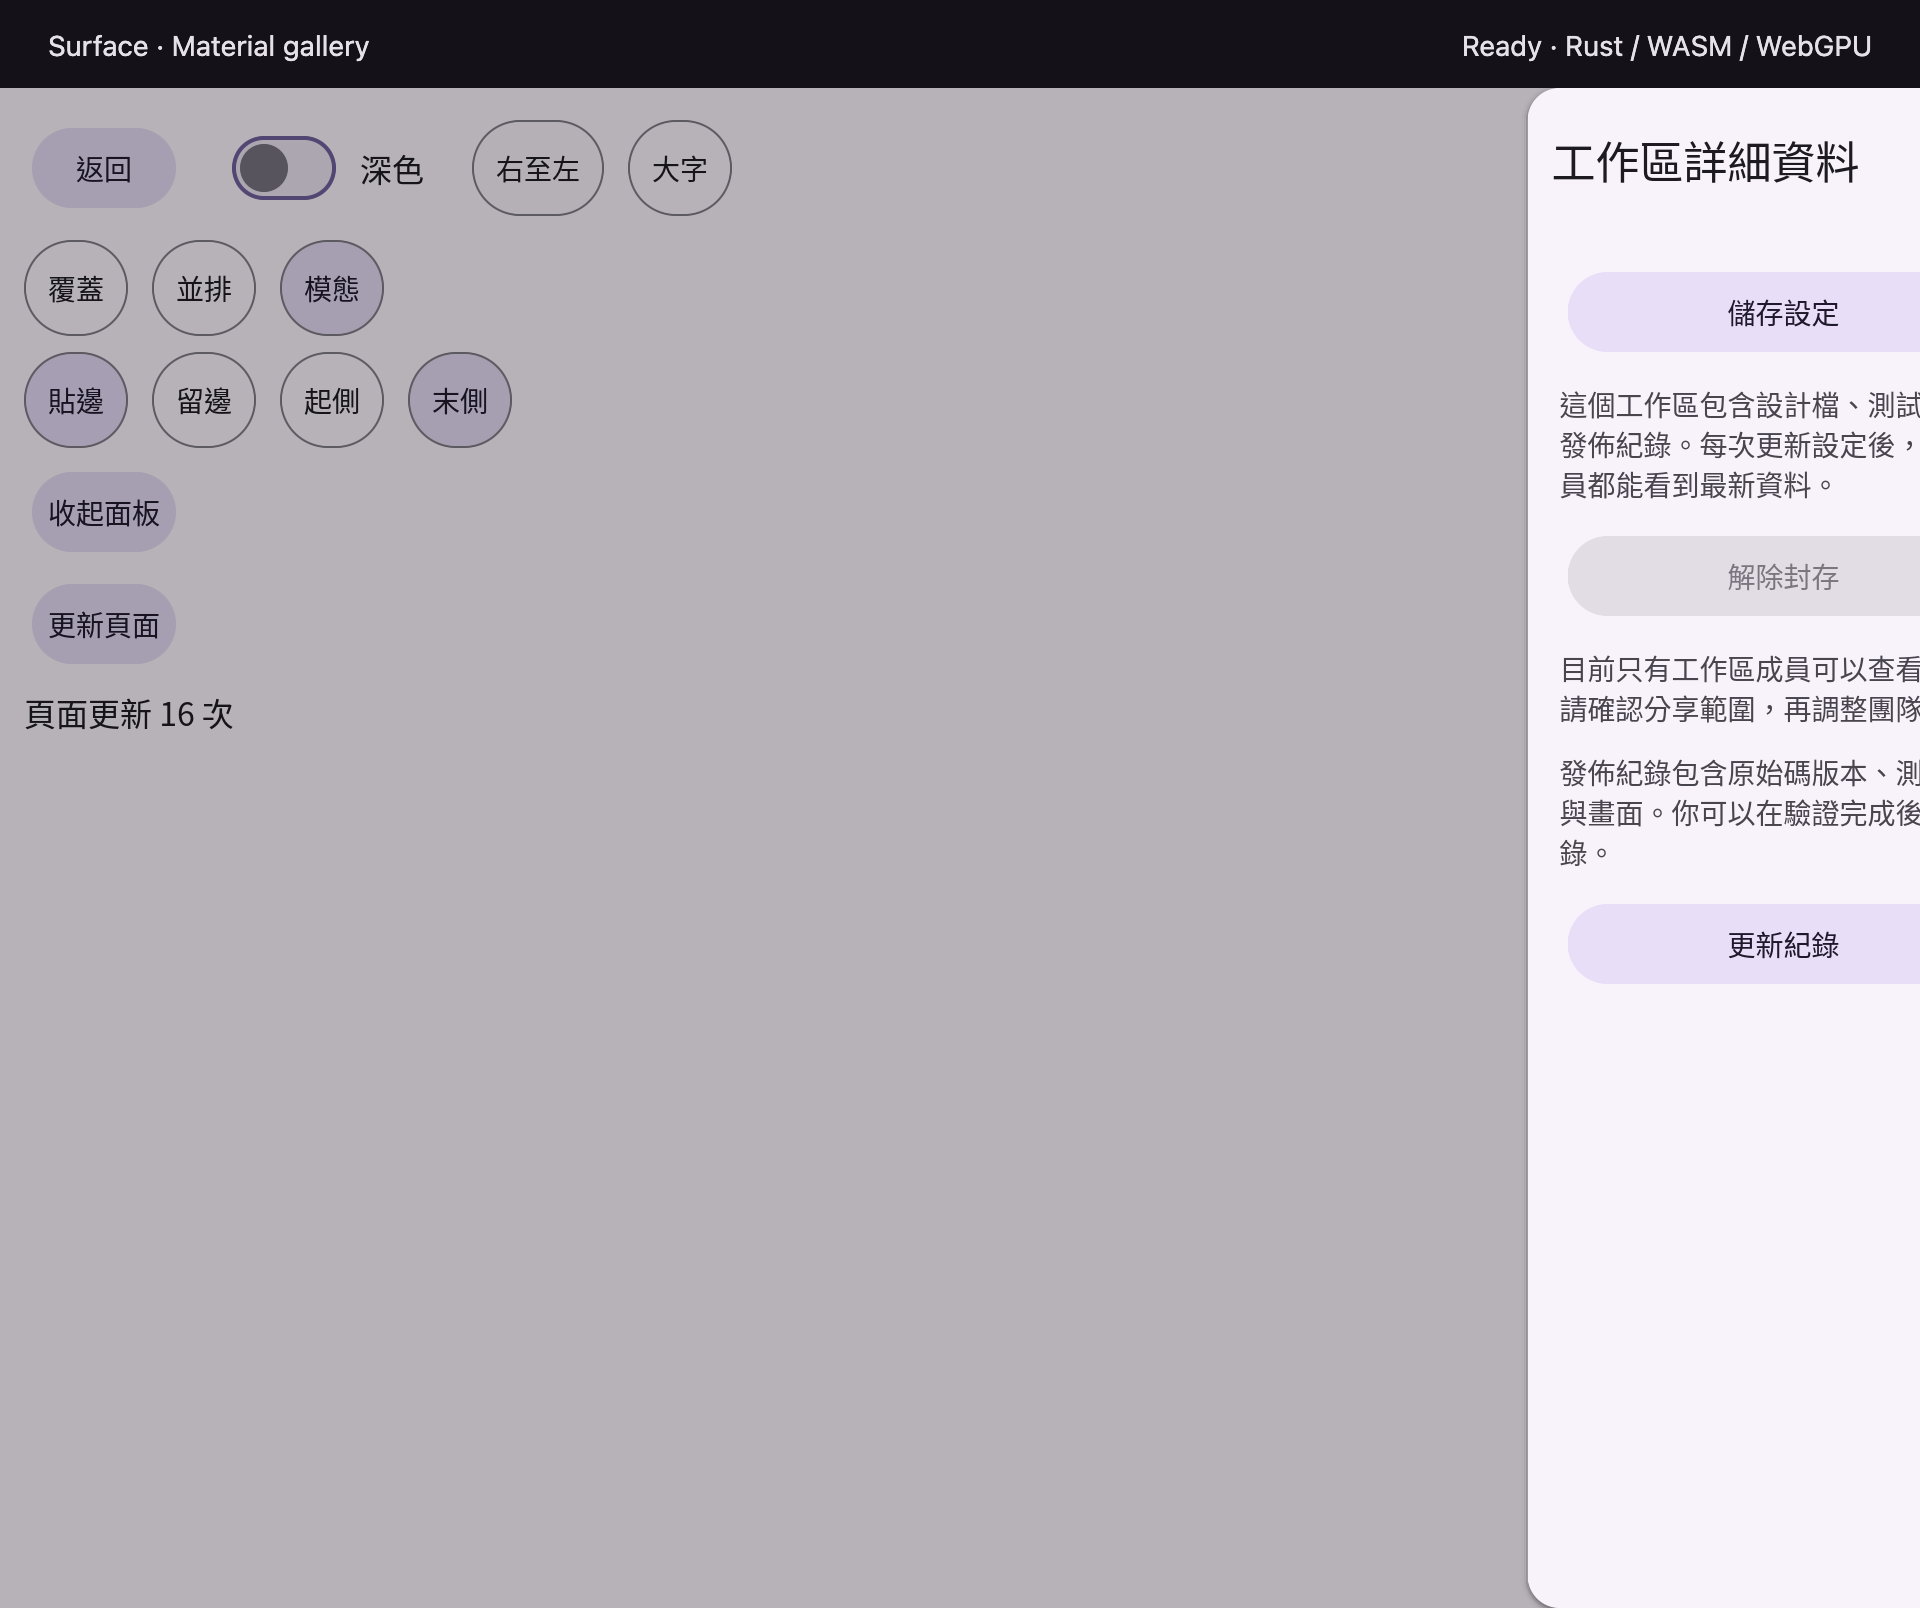 Surface · Material gallery
Ready · Rust / WASM / WebGPU
返回
深色
右至左
大字
覆蓋
並排
模態
貼邊
留邊
起側
末側
收起面板
更新頁面
頁面更新 16 次
工作區詳細資料
儲存設定
這個工作區包含設計檔、測試
發佈紀錄。每次更新設定後，
員都能看到最新資料。
解除封存
目前只有工作區成員可以查看
請確認分享範圍，再調整團隊
發佈紀錄包含原始碼版本、測
與畫面。你可以在驗證完成後
錄。
更新紀錄